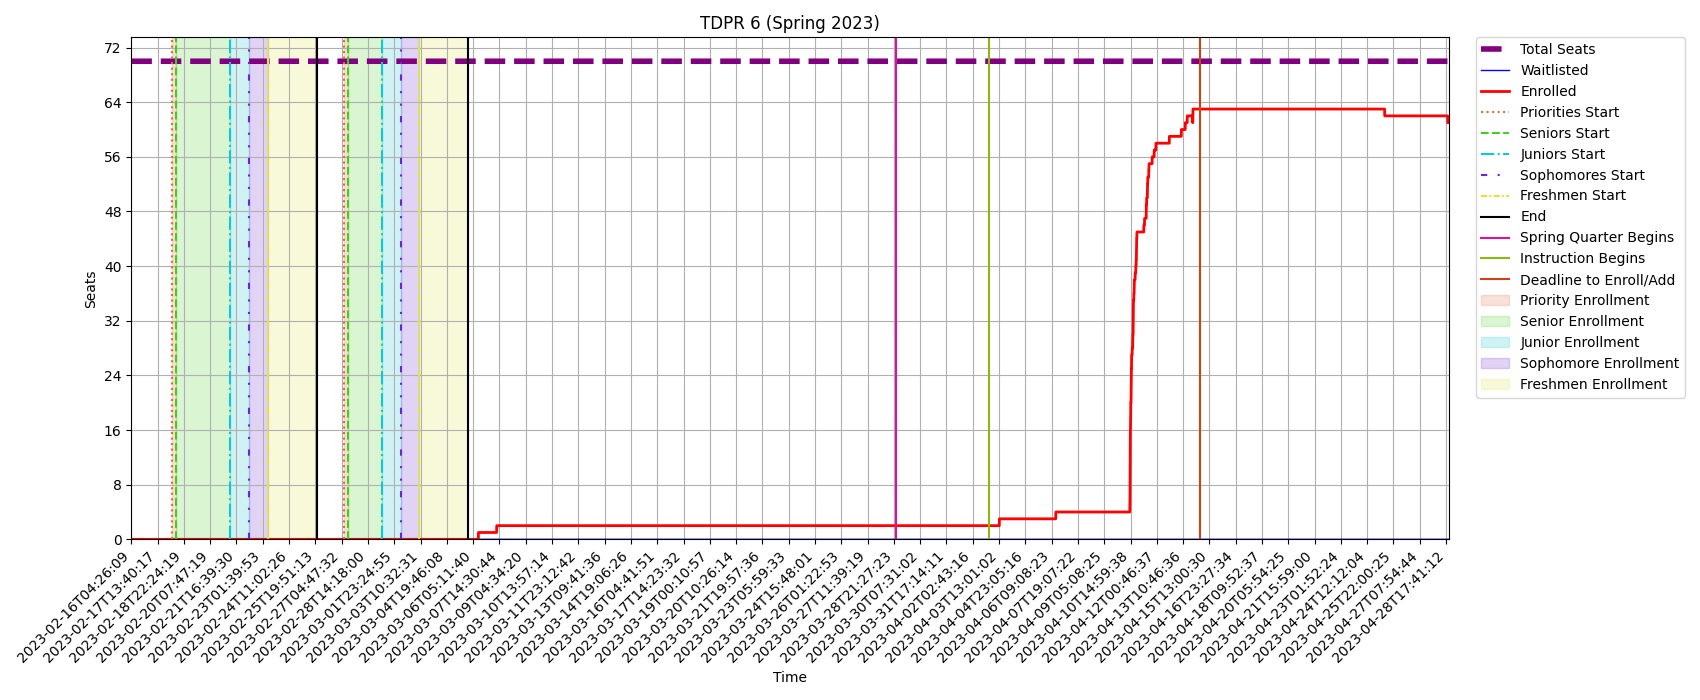 TDPR 6 (Spring 2023)
72
64
56
48
40
32
24
16
8
0
Seats
2023-02-16T04:26:09
2023-02-17T13:40:17
2023-02-18T22:24:19
2023-02-20T07:47:19
2023-02-21T16:39:30
2023-02-23T01:39:53
2023-02-24T11:02:26
2023-02-25T19:51:13
2023-02-27T04:47:32
2023-02-28T14:18:00
2023-03-01T23:24:55
2023-03-03T10:32:31
2023-03-04T19:46:08
2023-03-06T05:11:40
2023-03-07T14:30:44
2023-03-09T04:34:20
2023-03-10T13:57:14
2023-03-11T23:12:42
2023-03-13T09:41:36
2023-03-14T19:06:26
2023-03-16T04:41:51
2023-03-17T14:23:32
2023-03-19T00:10:57
2023-03-20T10:26:14
2023-03-21T19:57:36
2023-03-23T05:59:33
2023-03-24T15:48:01
2023-03-26T01:22:53
2023-03-27T11:39:19
2023-03-28T21:27:23
2023-03-30T07:31:02
2023-03-31T17:14:11
2023-04-02T02:43:16
2023-04-03T13:01:02
2023-04-04T23:05:16
2023-04-06T09:08:23
2023-04-07T19:07:22
2023-04-09T05:08:25
2023-04-10T14:59:38
2023-04-12T00:46:37
2023-04-13T10:46:36
2023-04-15T13:00:30
2023-04-16T23:27:34
2023-04-18T09:52:37
2023-04-20T05:54:25
2023-04-21T15:59:00
2023-04-23T01:52:24
2023-04-24T12:12:04
2023-04-25T22:00:25
2023-04-27T07:54:44
2023-04-28T17:41:12
Time
Total Seats
Waitlisted
Enrolled
Priorities Start
Seniors Start
Juniors Start
Sophomores Start
Freshmen Start
End
Spring Quarter Begins
Instruction Begins
Deadline to Enroll/Add
Priority Enrollment
Senior Enrollment
Junior Enrollment
Sophomore Enrollment
Freshmen Enrollment